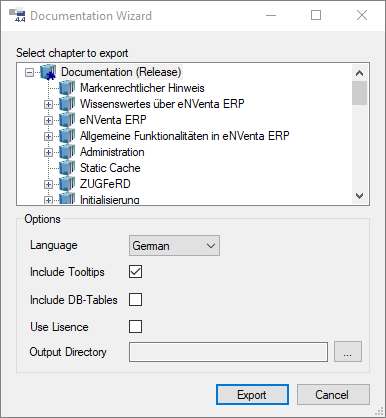 4.4 Documentation Wizard
Select chapter to export
Documentation (Release)
Markenrechtlicher Hinweis
Wissenswertes über eNVenta ERP
eNVenta ERP
Allgemeine Funktionalitäten in eNVenta ERP
Administration
Static Cache
ZUGFeRD
Initialisierung
Options
Language German
Include Tooltips
Include DB-Tables
Use Lisence
Output Directory ...
Export Cancel